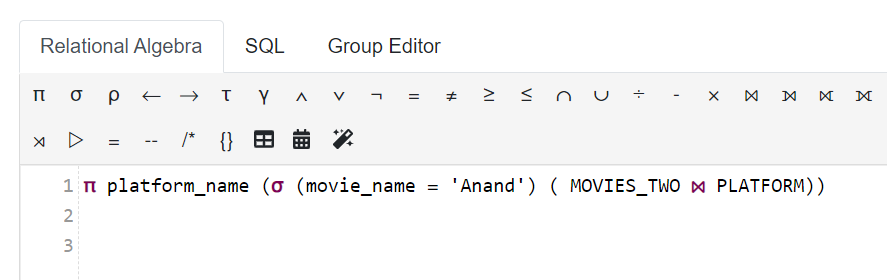 Relational Algebra SQL Group Editor
π σ ρ ← → τ γ ∧ ∨ ¬ = ≠ ≥ ≤ ∩ ∪ ÷ - ⨯ ⋈ ⟕ ⟖ ⟗
⋊ ▷ = -- /* {}
1 π platform_name (σ (movie_name = 'Anand') ( MOVIES_TWO ⋈ PLATFORM))
2
3